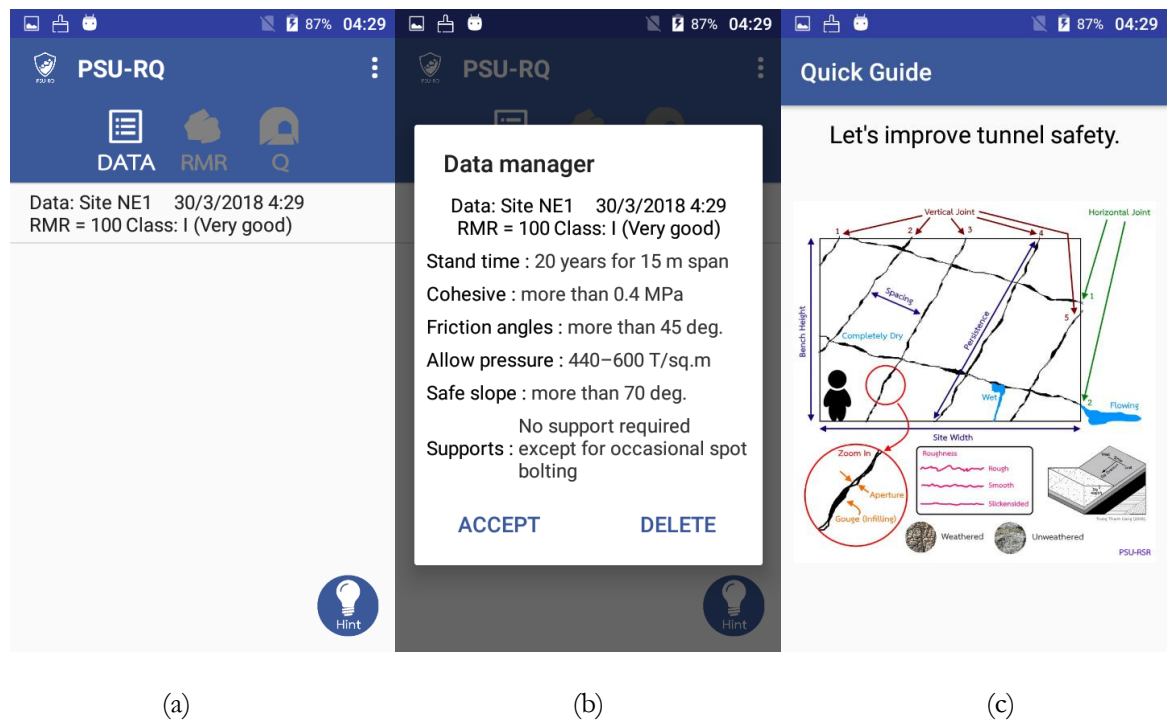 87% 04:29
PSU-RQ
PSU-RQ
DATA RMR Q
Data: Site NE1 30/3/2018 4:29
RMR = 100 Class: I (Very good)
Hint
(a)
87% 04:29
PSU-RQ
PSU-RQ
Data manager
Data: Site NE1 30/3/2018 4:29
RMR = 100 Class: I (Very good)
Stand time : 20 years for 15 m span
Cohesive : more than 0.4 MPa
Friction angles : more than 45 deg.
Allow pressure : 440–600 T/sq.m
Safe slope : more than 70 deg.
Supports : No support required
except for occasional spot
bolting
ACCEPT DELETE
Hint
(b)
87% 04:29
Quick Guide
Let's improve tunnel safety.
Vertical Joint
Horizontal Joint
1 2 3 4
Spacing
1
5
Bench Height
Completely Dry
Persistence
Wet
2
Flowing
Site Width
Zoom In
Aperture
Gouge (Infilling)
Roughness
Rough
Smooth
Slickensided
Weathered
Unweathered
PSU-RSR
(c)